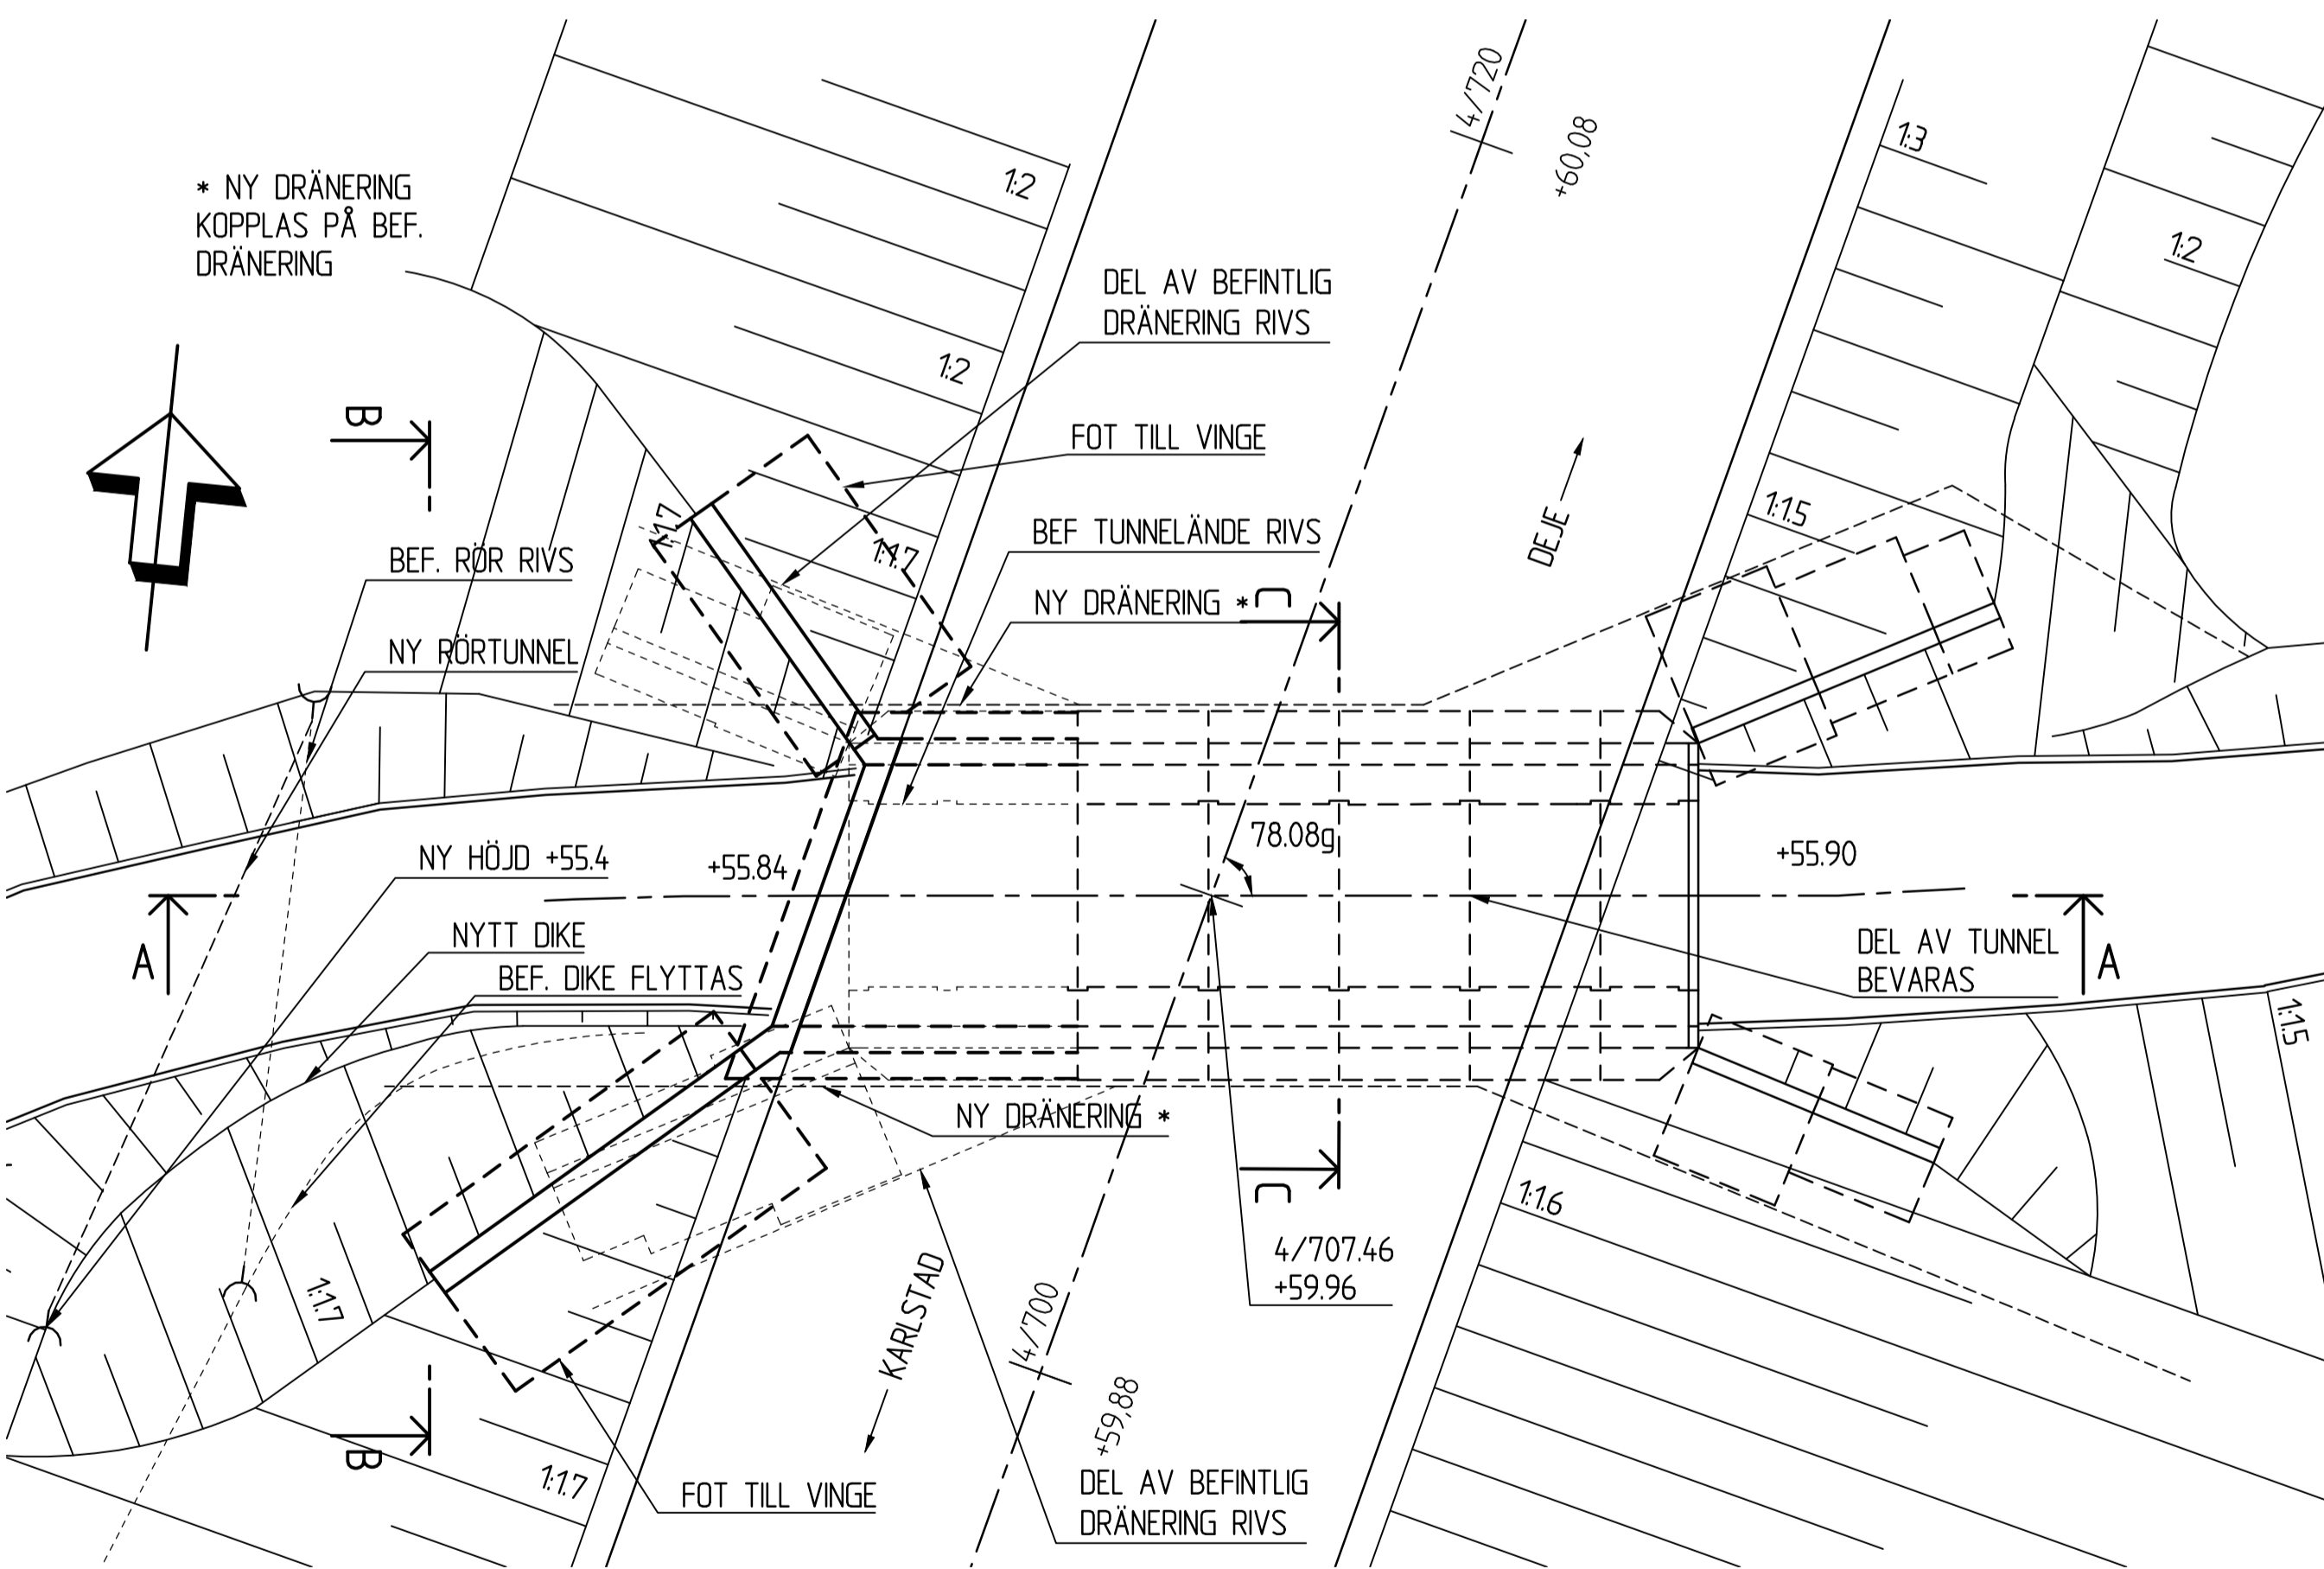 4/720
+60,08
1:3
1:2
1:2
* NY DRÄNERING
KOPPLAS PÅ BEF.
DRÄNERING
1:2
DEL AV BEFINTLIG
DRÄNERING RIVS
1:2
B
FOT TILL VINGE
1:1.5
DEJE
1:1.7
1:1.7
BEF TUNNELÄNDE RIVS
BEF. RÖR RIVS
NY DRÄNERING *
C
NY RÖRTUNNEL
78.08g
NY HÖJD +55.4
+55.84
+55.90
NYTT DIKE
A
BEF. DIKE FLYTTAS
DEL AV TUNNEL
BEVARAS
A
1:1.5
NY DRÄNERING *
C
1:1.6
4/707.46
+59.96
1:1.7
KARLSTAD
4/700
+59,88
B
1:1.7
FOT TILL VINGE
DEL AV BEFINTLIG
DRÄNERING RIVS